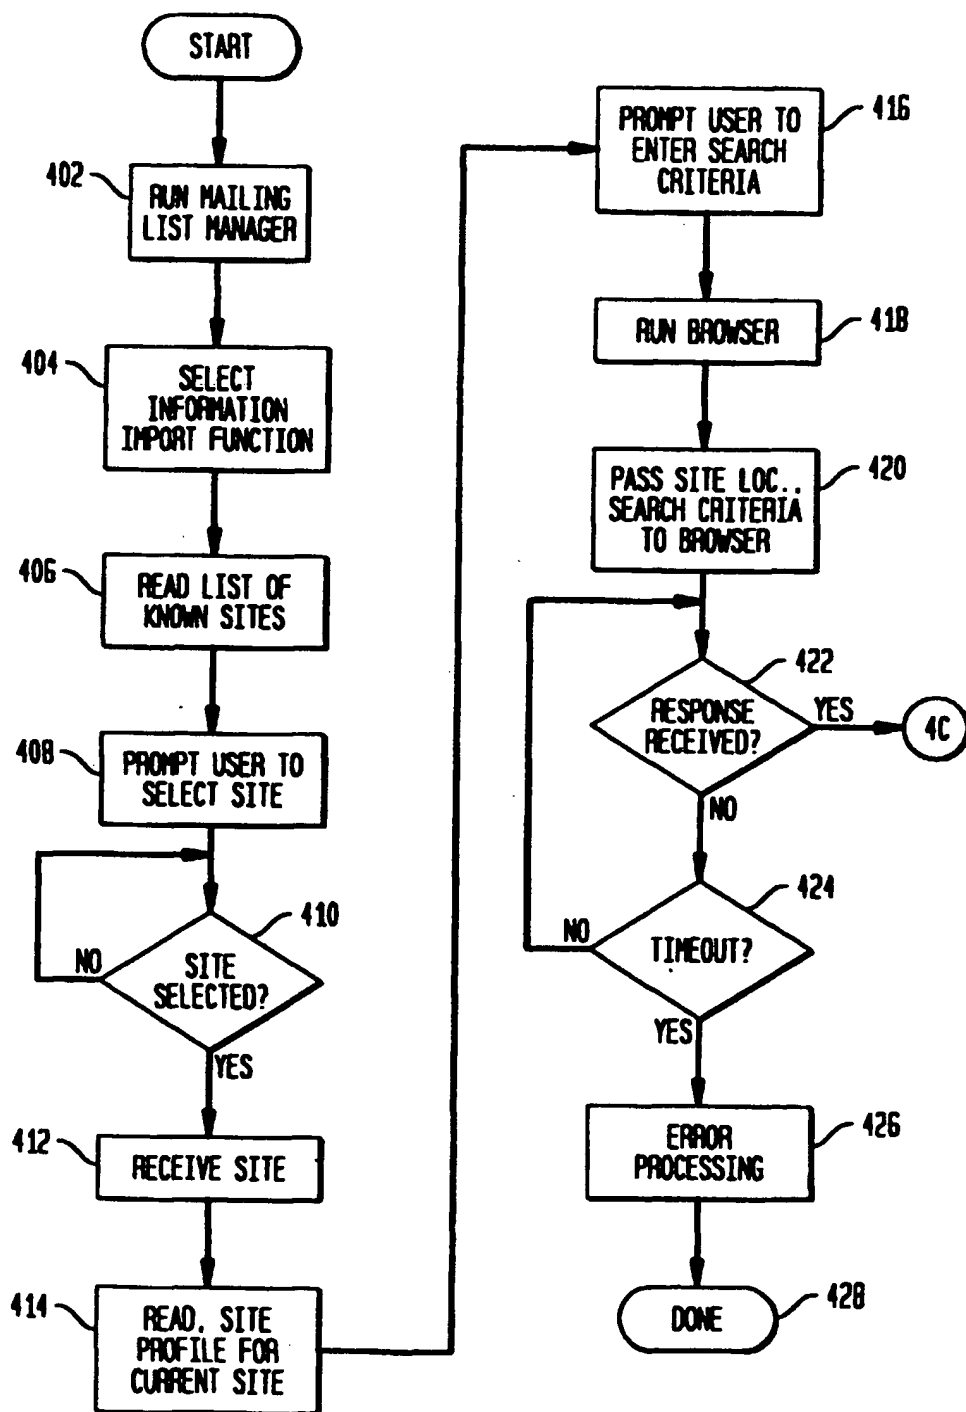 START
402
RUN MAILING
LIST MANAGER
404
SELECT
INFORMATION
IMPORT FUNCTION
406
READ LIST OF
KNOWN SITES
408
PROMPT USER TO
SELECT SITE
410
NO
SITE
SELECTED?
YES
412
RECEIVE SITE
414
READ. SITE
PROFILE FOR
CURRENT SITE
416
PROMPT USER TO
ENTER SEARCH
CRITERIA
418
RUN BROWSER
420
PASS SITE LOC..
SEARCH CRITERIA
TO BROWSER
422
RESPONSE
RECEIVED?
YES
4C
NO
424
NO
TIMEOUT?
YES
426
ERROR
PROCESSING
428
DONE